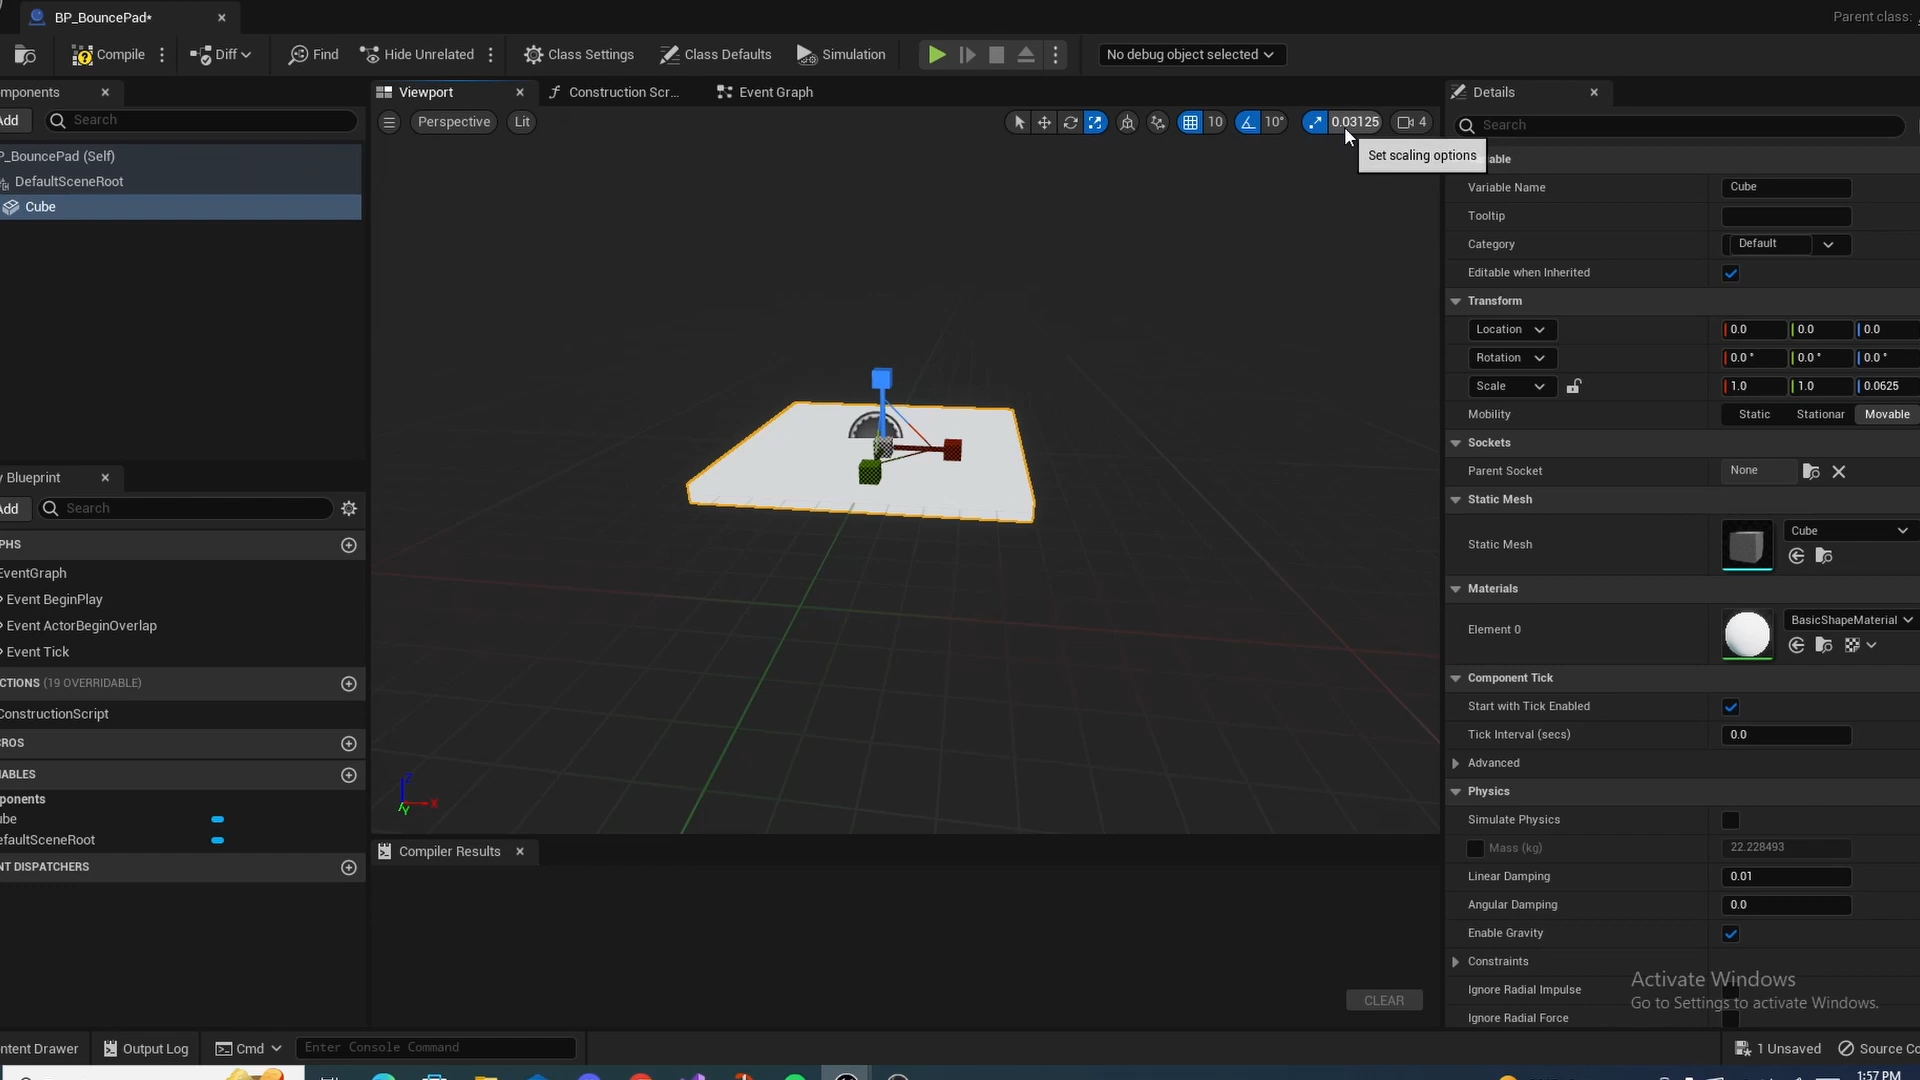 BP_BouncePad*
Parent class:
Compile
Diff
Find
Hide Unrelated
Class Settings
Class Defaults
Simulation
No debug object selected
mponents
Viewport
Construction Scr...
Event Graph
Details
Add
Search
Perspective
Lit
10
10°
0.03125
4
Search
Set scaling options
P_BouncePad (Self)
DefaultSceneRoot
Cube
iable
Variable Name
Cube
Tooltip
Category
Default
Editable when Inherited
Transform
Location
0.0
0.0
0.0
Rotation
0.0 °
0.0 °
0.0 °
Scale
1.0
1.0
0.0625
Mobility
Static
Stationar
Movable
Sockets
Parent Socket
None
Static Mesh
Static Mesh
Cube
Materials
Element 0
BasicShapeMaterial
Component Tick
Start with Tick Enabled
Tick Interval (secs)
0.0
Advanced
Physics
Simulate Physics
Mass (kg)
22.228493
Linear Damping
0.01
Angular Damping
0.0
Enable Gravity
Constraints
Ignore Radial Impulse
Ignore Radial Force
y Blueprint
Add
Search
PHS
EventGraph
Event BeginPlay
Event ActorBeginOverlap
Event Tick
CTIONS (19 OVERRIDABLE)
ConstructionScript
CROS
IABLES
ponents
ube
efaultSceneRoot
NT DISPATCHERS
Z
X
Y
Compiler Results
CLEAR
Activate Windows
Go to Settings to activate Windows.
ntent Drawer
Output Log
Cmd
Enter Console Command
1 Unsaved
Source Co
1:57 PM